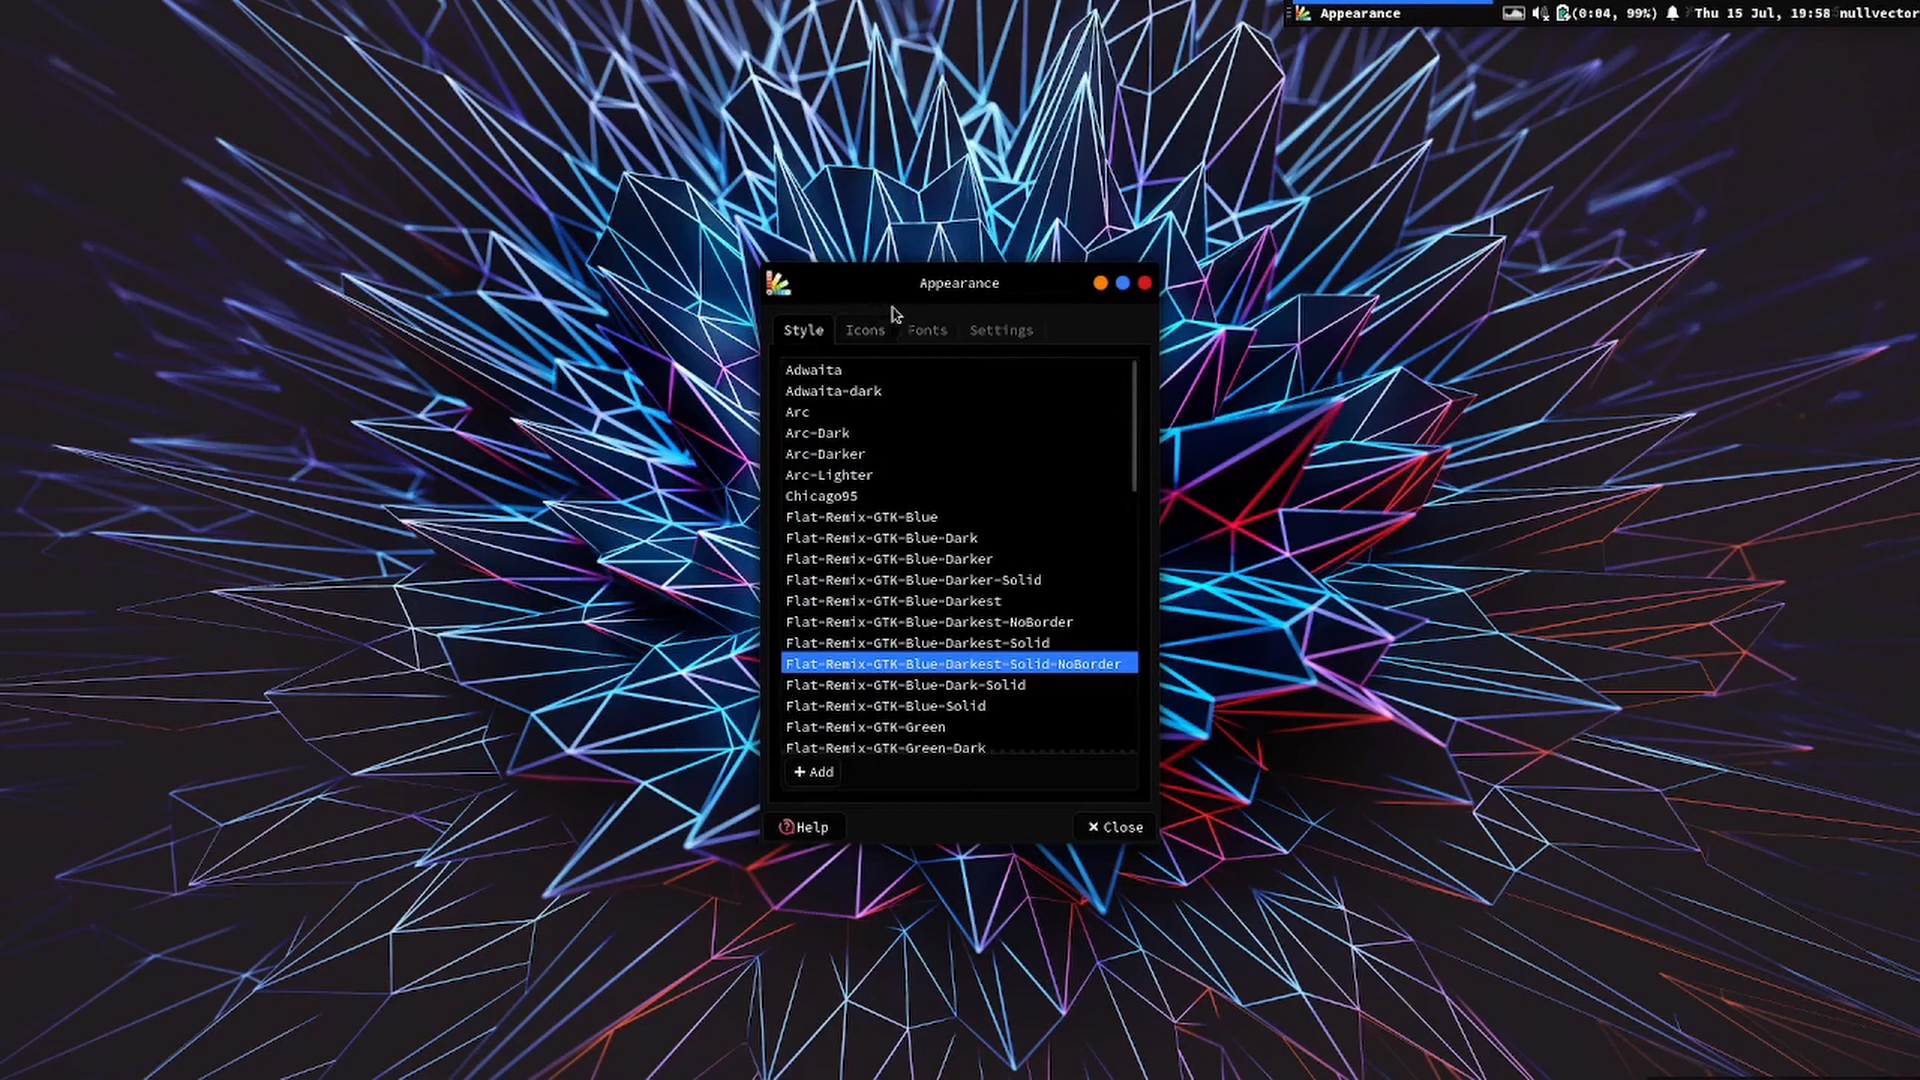 Appearance (0:04, 99%) Thu 15 Jul, 19:58 nullvector
Appearance
Style Icons Fonts Settings
Adwaita
Adwaita-dark
Arc
Arc-Dark
Arc-Darker
Arc-Lighter
Chicago95
Flat-Remix-GTK-Blue
Flat-Remix-GTK-Blue-Dark
Flat-Remix-GTK-Blue-Darker
Flat-Remix-GTK-Blue-Darker-Solid
Flat-Remix-GTK-Blue-Darkest
Flat-Remix-GTK-Blue-Darkest-NoBorder
Flat-Remix-GTK-Blue-Darkest-Solid
Flat-Remix-GTK-Blue-Darkest-Solid-NoBorder
Flat-Remix-GTK-Blue-Dark-Solid
Flat-Remix-GTK-Blue-Solid
Flat-Remix-GTK-Green
Flat-Remix-GTK-Green-Dark
+ Add
Help Close